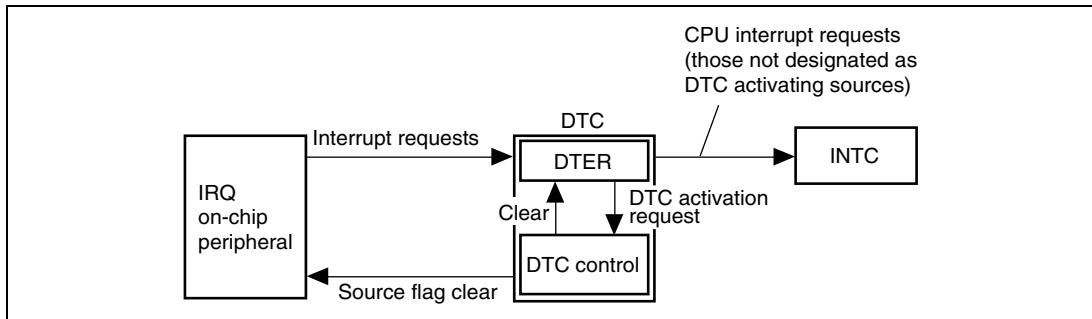 CPU interrupt requests
(those not designated as
DTC activating sources)
DTC
Interrupt requests
DTER
INTC
IRQ
on-chip
peripheral
Clear
DTC activation
request
DTC control
Source flag clear